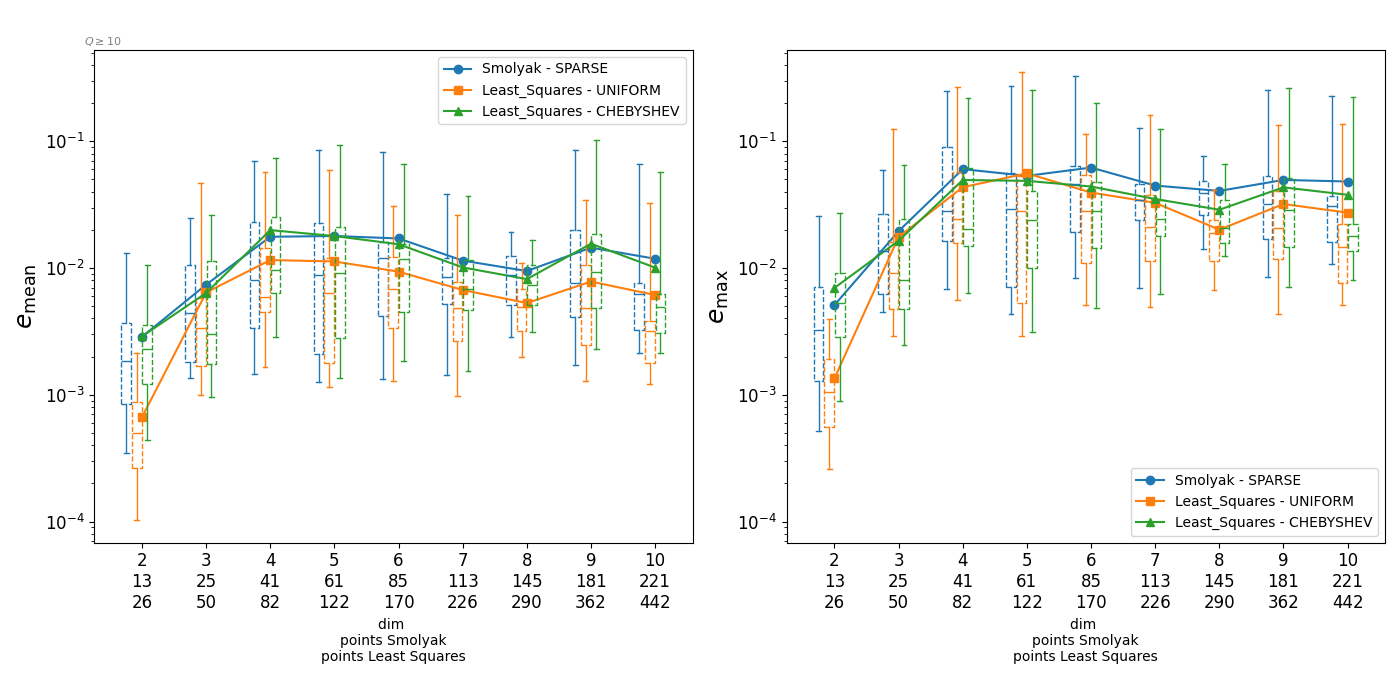 Q ≥ 10
Smolyak - SPARSE
Least_Squares - UNIFORM
Least_Squares - CHEBYSHEV
10⁻¹
10⁻²
10⁻³
10⁻⁴
e_mean
2 3 4 5 6 7 8 9 10
13 25 41 61 85 113 145 181 221
26 50 82 122 170 226 290 362 442
dim
points Smolyak
points Least Squares
10⁻¹
10⁻²
10⁻³
10⁻⁴
e_max
Smolyak - SPARSE
Least_Squares - UNIFORM
Least_Squares - CHEBYSHEV
2 3 4 5 6 7 8 9 10
13 25 41 61 85 113 145 181 221
26 50 82 122 170 226 290 362 442
dim
points Smolyak
points Least Squares